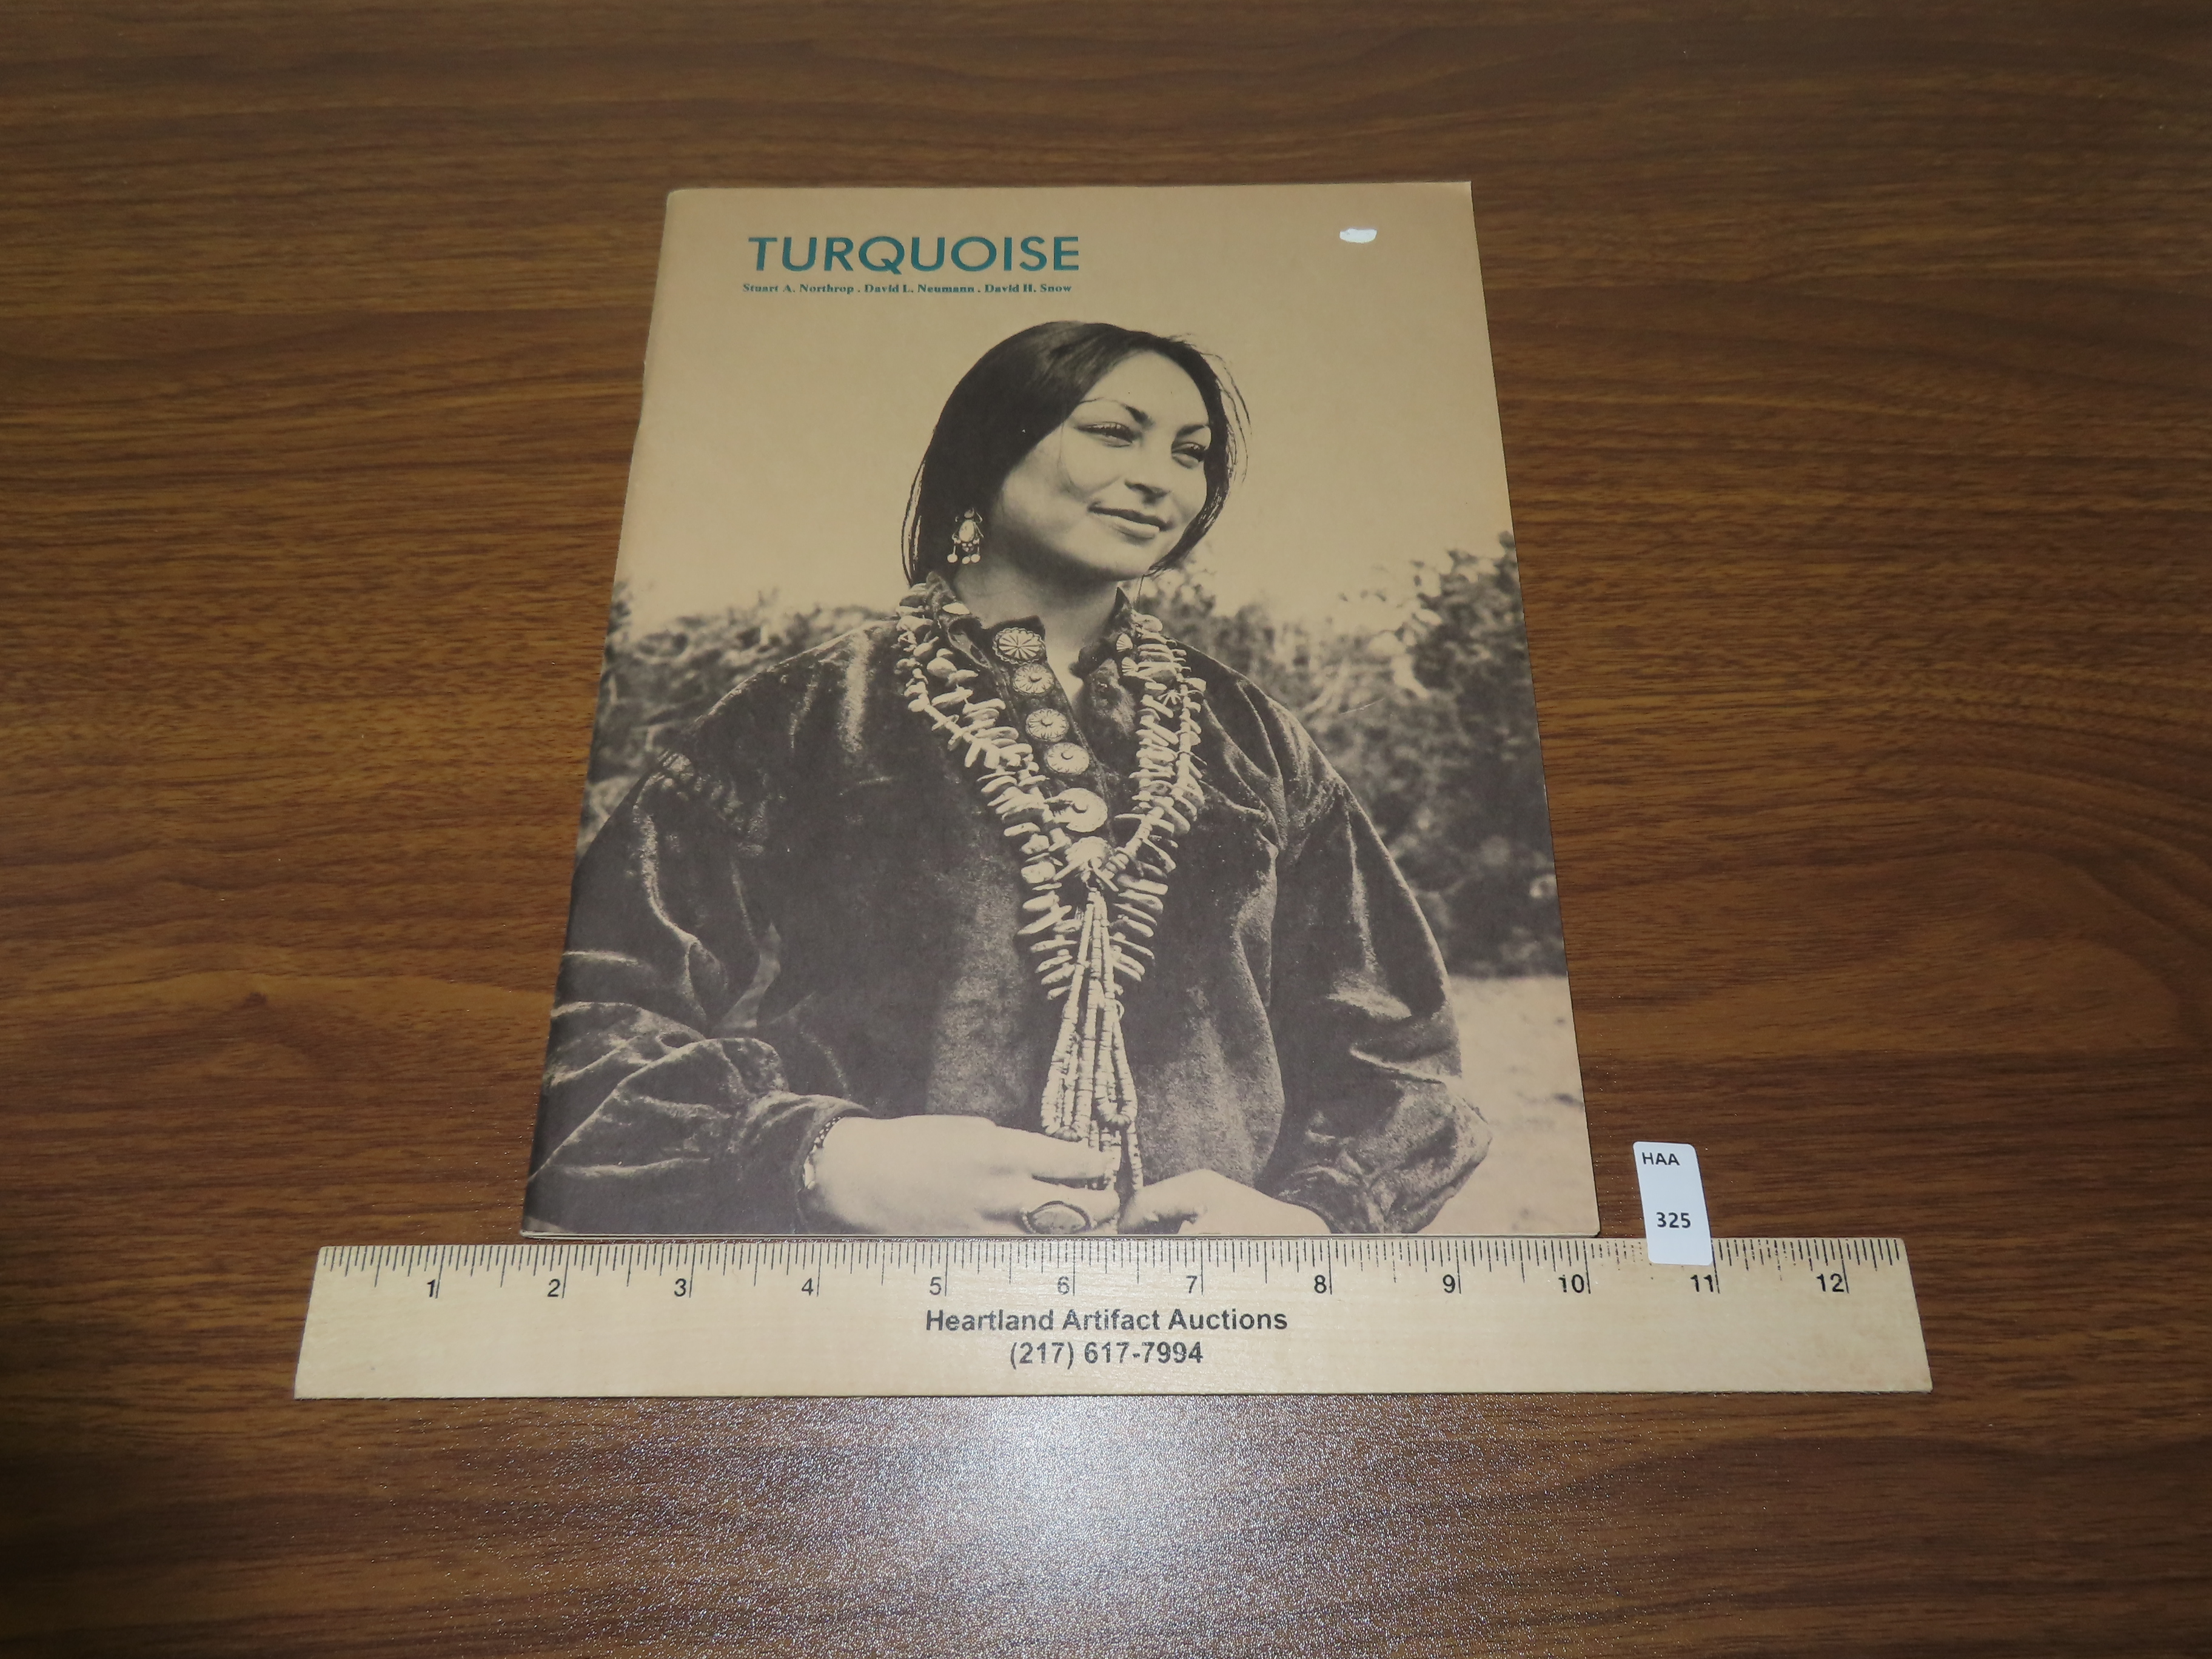 TURQUOISE
Stuart A. Northrop . David L. Neumann . David H. Snow
HAA
325
1 2 3 4 5 6 7 8 9 10 11 12
Heartland Artifact Auctions
(217) 617-7994